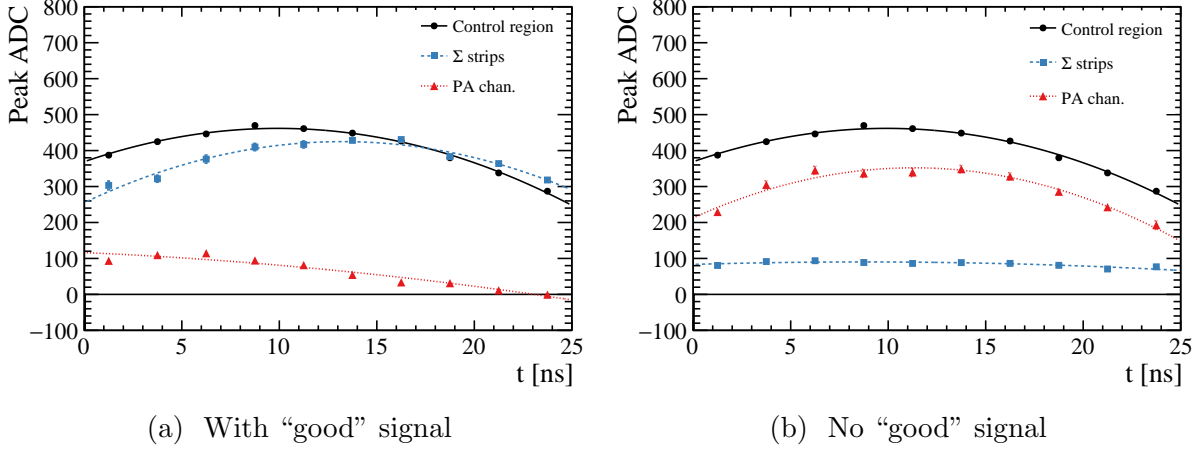 Peak ADC
800
700
600
500
400
300
200
100
0
−100
Control region
Σ strips
PA chan.
0 5 10 15 20 25
t [ns]
(a) With “good” signal
Peak ADC
800
700
600
500
400
300
200
100
0
−100
Control region
Σ strips
PA chan.
0 5 10 15 20 25
t [ns]
(b) No “good” signal